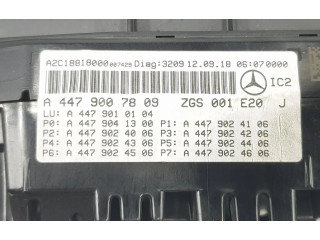 A2C18818000 007429 Diag:3209 12.09.18 06:070000
IC2
A 447 900 78 09 ZGS 001 E20 J
LU: A 447 901 01 04
P0: A 447 904 13 00 P1: A 447 902 41 06
P2: A 447 902 40 06 P3: A 447 902 42 06
P4: A 447 902 43 06 P5: A 447 902 44 06
P6: A 447 902 45 06 P7: A 447 902 46 06